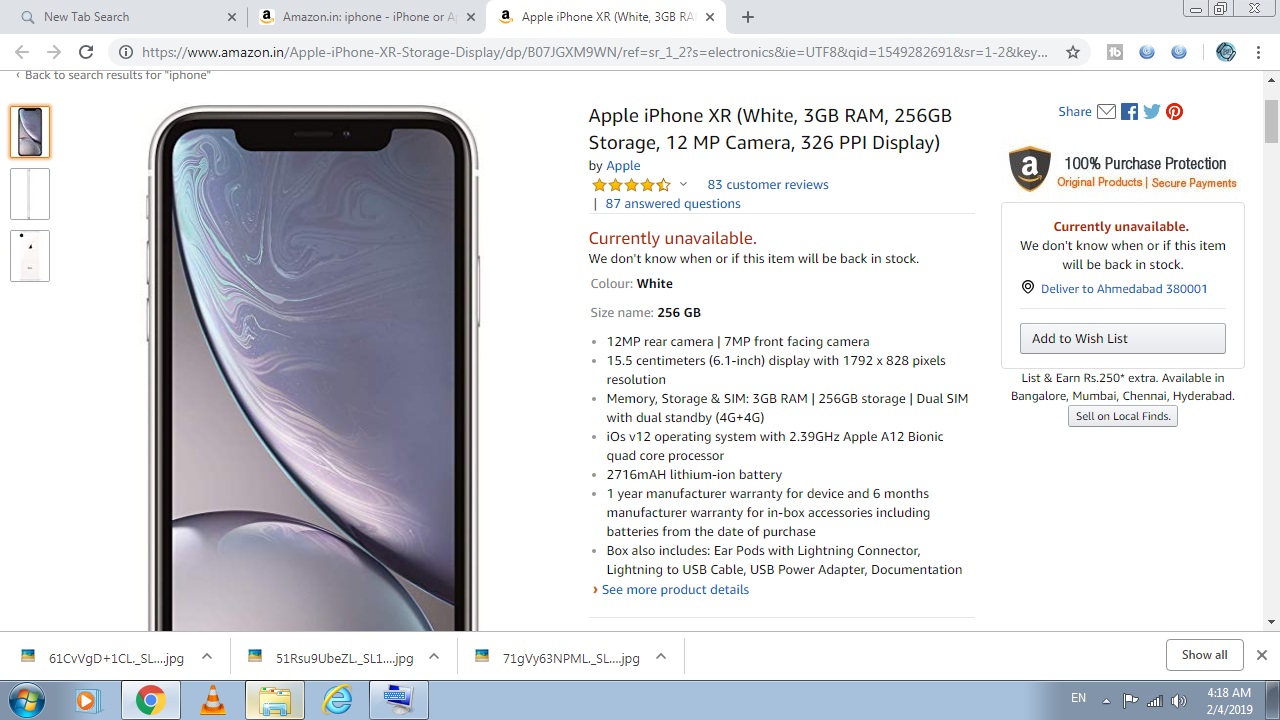 New Tab Search
Amazon.in: iphone - iPhone or A
Apple iPhone XR (White, 3GB RA
https://www.amazon.in/Apple-iPhone-XR-Storage-Display/dp/B07JGXM9WN/ref=sr_1_2?s=electronics&ie=UTF8&qid=1549282691&sr=1-2&key...
‹ Back to search results for "iphone"
Apple iPhone XR (White, 3GB RAM, 256GB
Storage, 12 MP Camera, 326 PPI Display)
by Apple
83 customer reviews
| 87 answered questions
Currently unavailable.
We don't know when or if this item will be back in stock.
Colour: White
Size name: 256 GB
• 12MP rear camera | 7MP front facing camera
• 15.5 centimeters (6.1-inch) display with 1792 x 828 pixels
resolution
• Memory, Storage & SIM: 3GB RAM | 256GB storage | Dual SIM
with dual standby (4G+4G)
• iOs v12 operating system with 2.39GHz Apple A12 Bionic
quad core processor
• 2716mAH lithium-ion battery
• 1 year manufacturer warranty for device and 6 months
manufacturer warranty for in-box accessories including
batteries from the date of purchase
• Box also includes: Ear Pods with Lightning Connector,
Lightning to USB Cable, USB Power Adapter, Documentation
› See more product details
Share
100% Purchase Protection
Original Products | Secure Payments
Currently unavailable.
We don't know when or if this item
will be back in stock.
Deliver to Ahmedabad 380001
Add to Wish List
List & Earn Rs.250* extra. Available in
Bangalore, Mumbai, Chennai, Hyderabad.
Sell on Local Finds.
61CvVgD+1CL._SL....jpg
51Rsu9UbeZL._SL1....jpg
71gVy63NPML._SL....jpg
Show all
EN
4:18 AM
2/4/2019